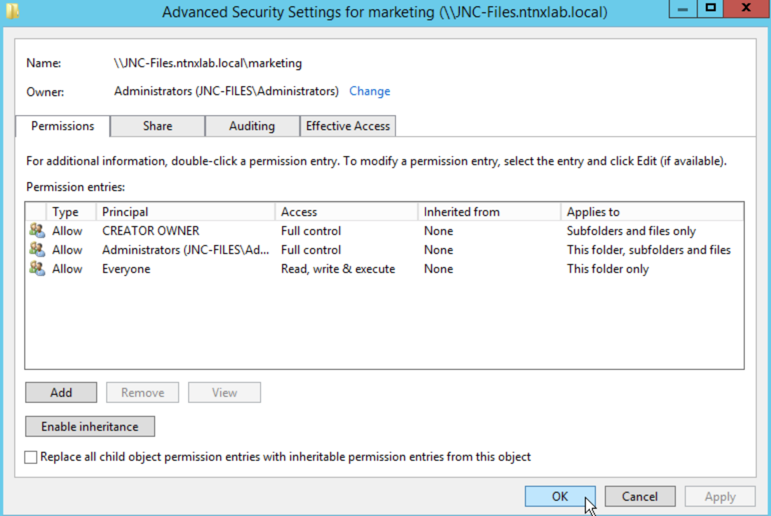 Advanced Security Settings for marketing (\\JNC-Files.ntnxlab.local)
Name: \\JNC-Files.ntnxlab.local\marketing
Owner: Administrators (JNC-FILES\Administrators) Change
Permissions Share Auditing Effective Access
For additional information, double-click a permission entry. To modify a permission entry, select the entry and click Edit (if available).
Permission entries:
Type Principal Access Inherited from Applies to
Allow CREATOR OWNER Full control None Subfolders and files only
Allow Administrators (JNC-FILES\Ad... Full control None This folder, subfolders and files
Allow Everyone Read, write & execute None This folder only
Add Remove View
Enable inheritance
Replace all child object permission entries with inheritable permission entries from this object
OK Cancel Apply